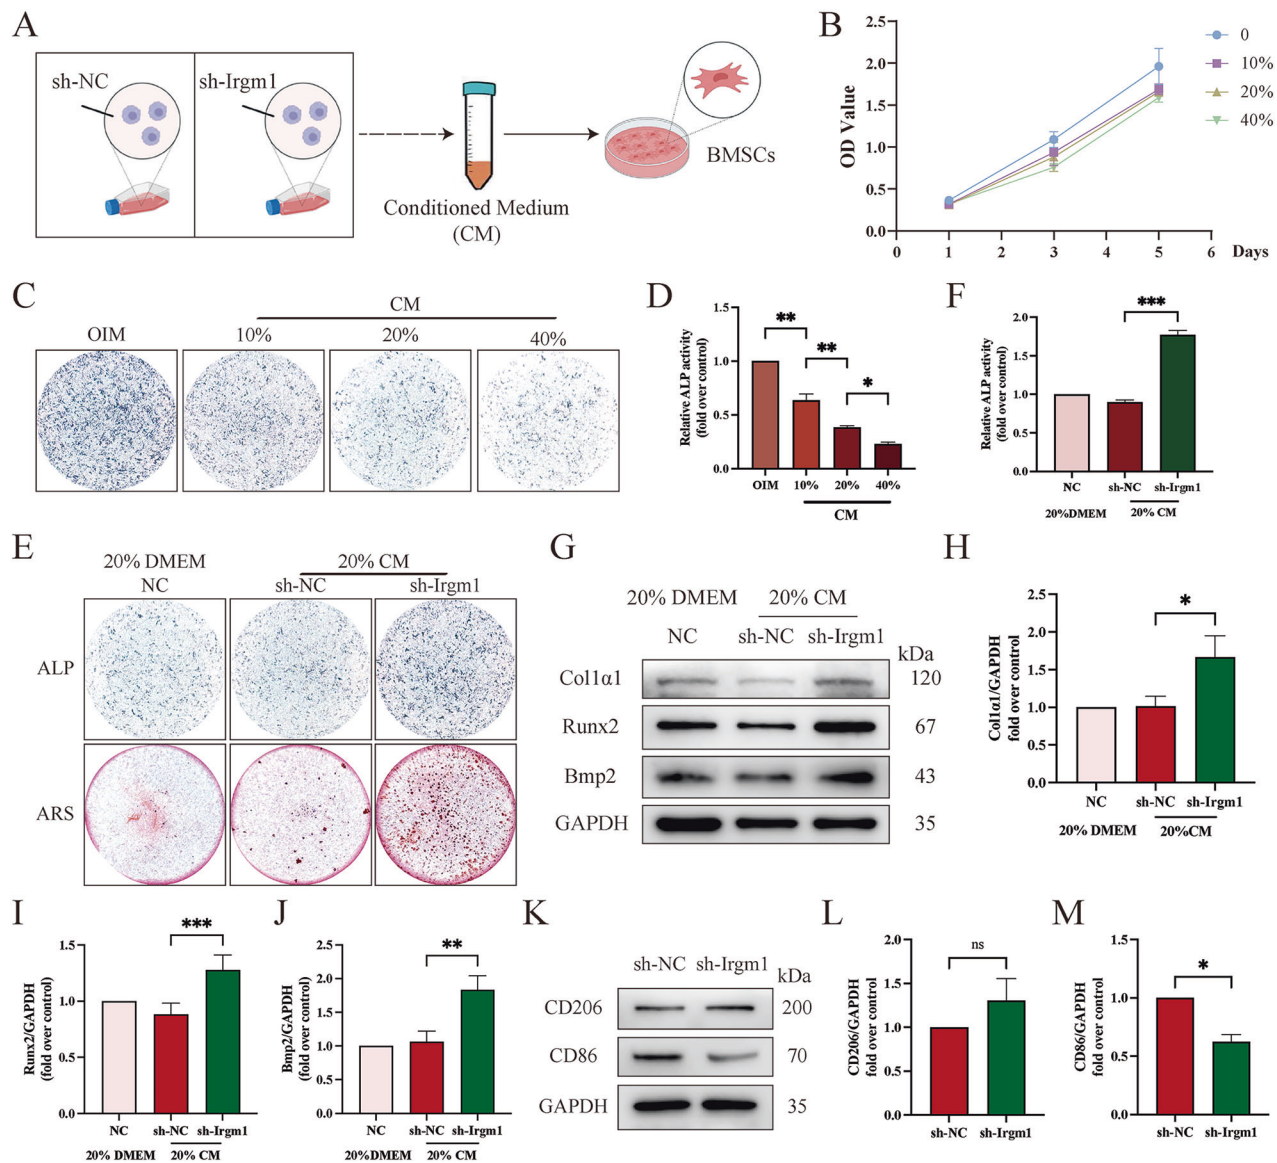 A
sh-NC
sh-Irgm1
Conditioned Medium
(CM)
BMSCs
B
OD Value
2.5
2.0
1.5
1.0
0.5
0.0
0 1 2 3 4 5 6 Days
0
10%
20%
40%
C
CM
OIM 10% 20% 40%
D
Relative ALP activity
(fold over control)
1.5
1.0
0.5
0.0
** ** *
OIM 10% 20% 40%
CM
F
Relative ALP activity
(fold over control)
2.0
1.5
1.0
0.5
0.0
***
NC sh-NC sh-Irgm1
20%DMEM 20% CM
E
20% DMEM 20% CM
NC sh-NC sh-Irgm1
ALP
ARS
G
20% DMEM 20% CM
NC sh-NC sh-Irgm1
kDa
Col1α1 120
Runx2 67
Bmp2 43
GAPDH 35
H
Col1α1/GAPDH
fold over control
2.5
2.0
1.5
1.0
0.5
0.0
*
NC sh-NC sh-Irgm1
20% DMEM 20%CM
I
Runx2/GAPDH
(fold over control)
1.5
1.0
0.5
0.0
***
NC sh-NC sh-Irgm1
20% DMEM 20% CM
J
Bmp2/GAPDH
(fold over control)
2.5
2.0
1.5
1.0
0.5
0.0
**
NC sh-NC sh-Irgm1
20%DMEM 20% CM
K
sh-NC sh-Irgm1 kDa
CD206 200
CD86 70
GAPDH 35
L
CD206/GAPDH
fold over control
2.0
1.5
1.0
0.5
0.0
ns
sh-NC sh-Irgm1
M
CD86/GAPDH
fold over control
1.5
1.0
0.5
0.0
*
sh-NC sh-Irgm1